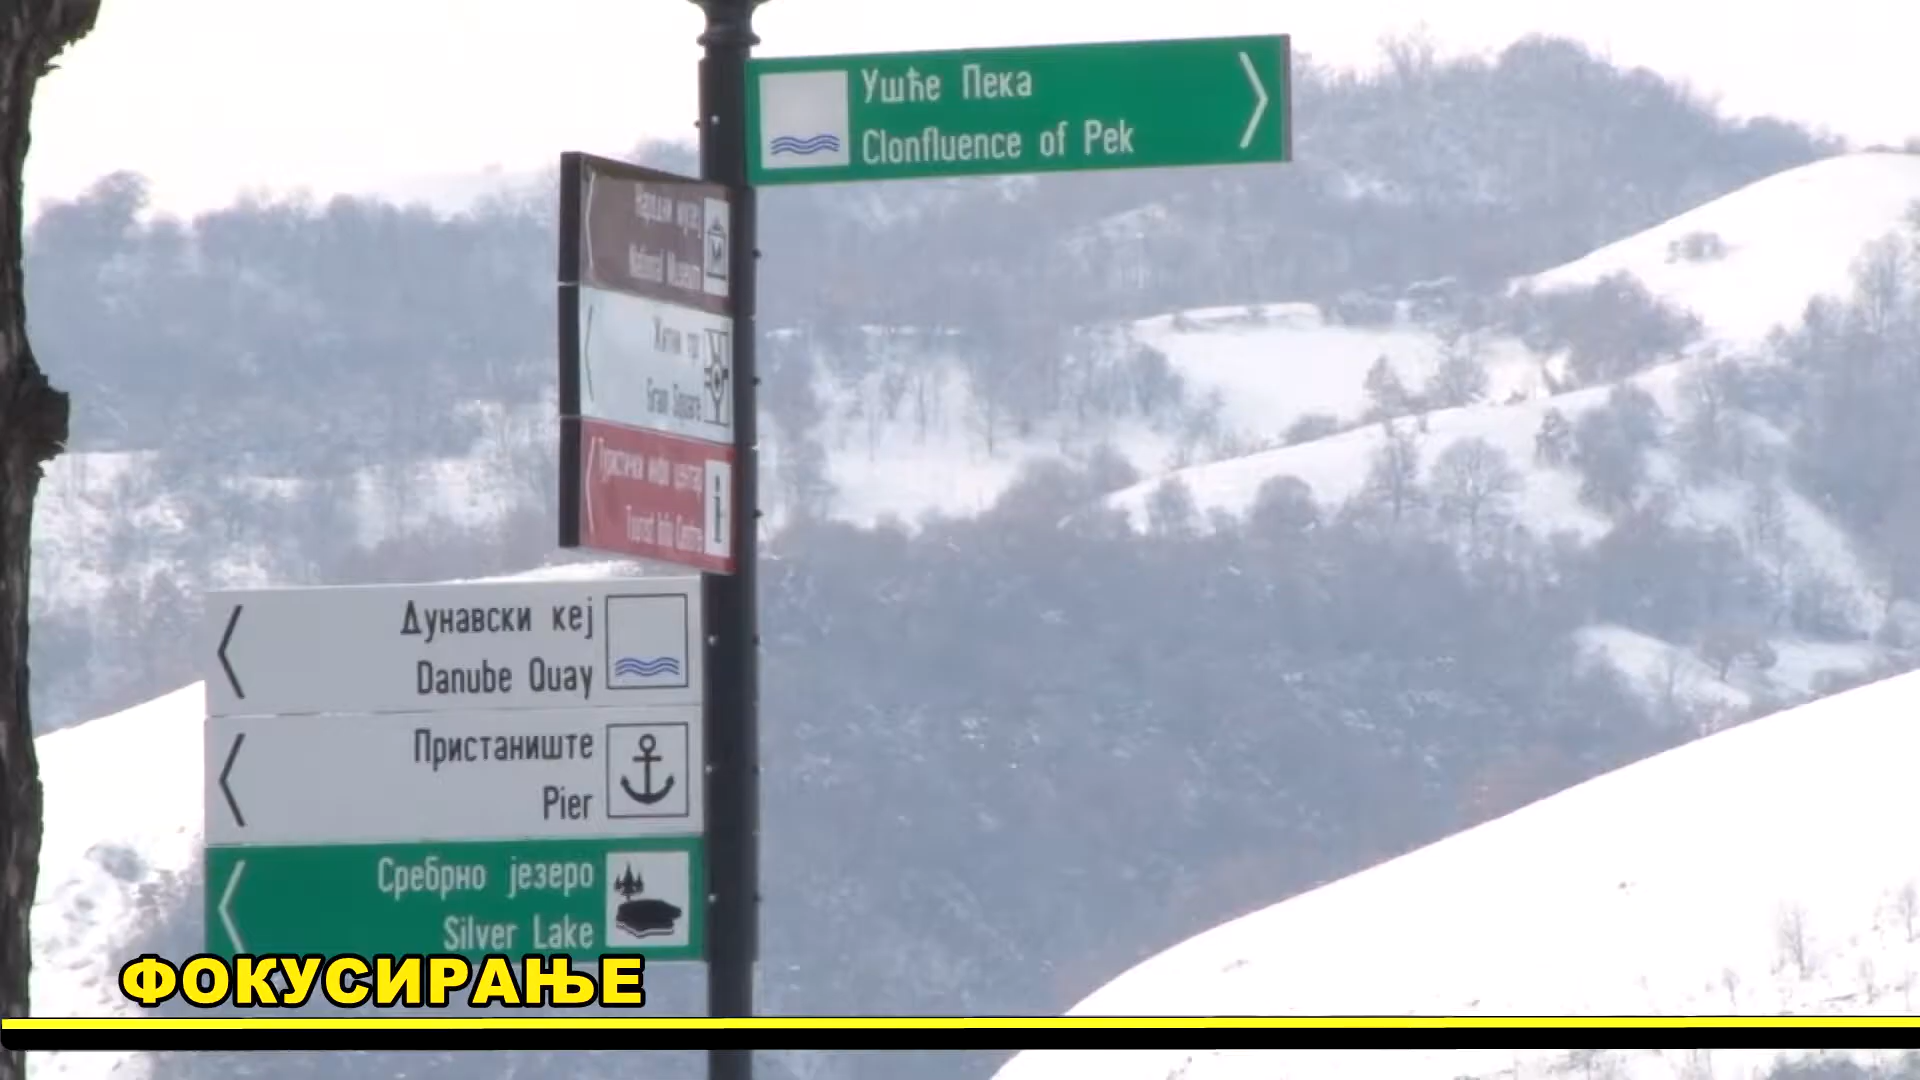 Ушће Пека
Clonfluence of Pek
Народни музеј
National Museum
Житни трг
Grain Square
Туристички инфо центар
Tourist Info Centre
Дунавски кеј
Danube Quay
Пристаниште
Pier
Сребрно језеро
Silver Lake
ФОКУСИРАЊЕ